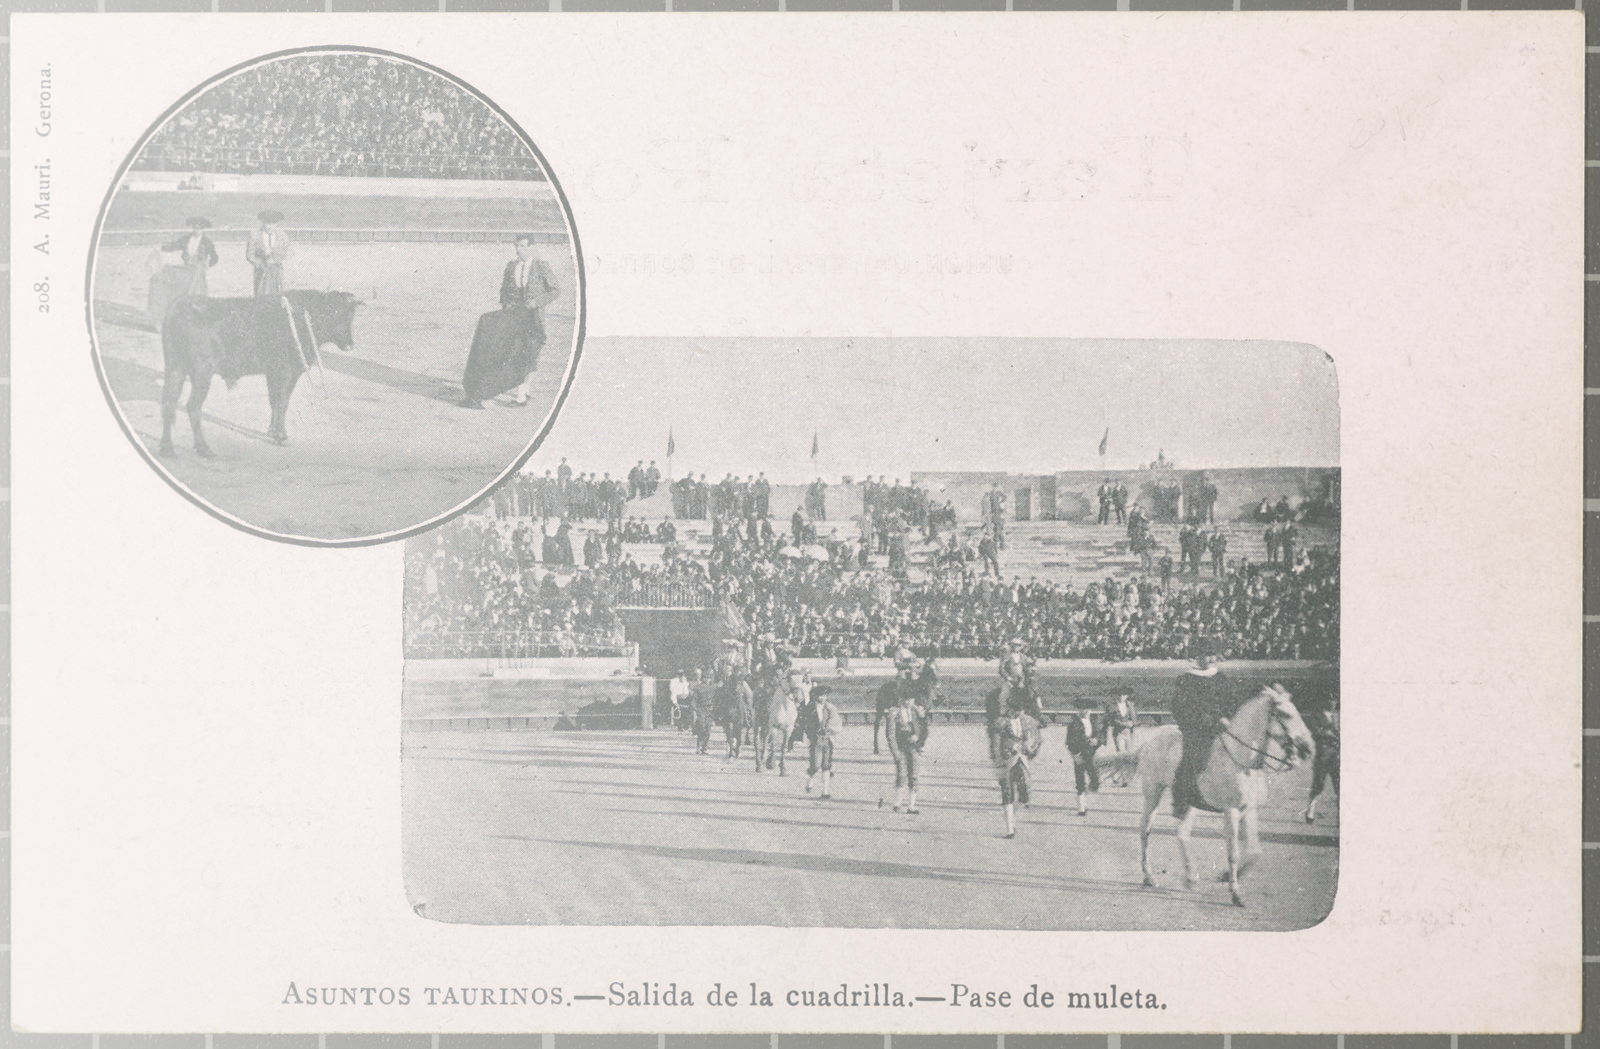 208. A. Mauri. Gerona.
ASUNTOS TAURINOS.—Salida de la cuadrilla.—Pase de muleta.